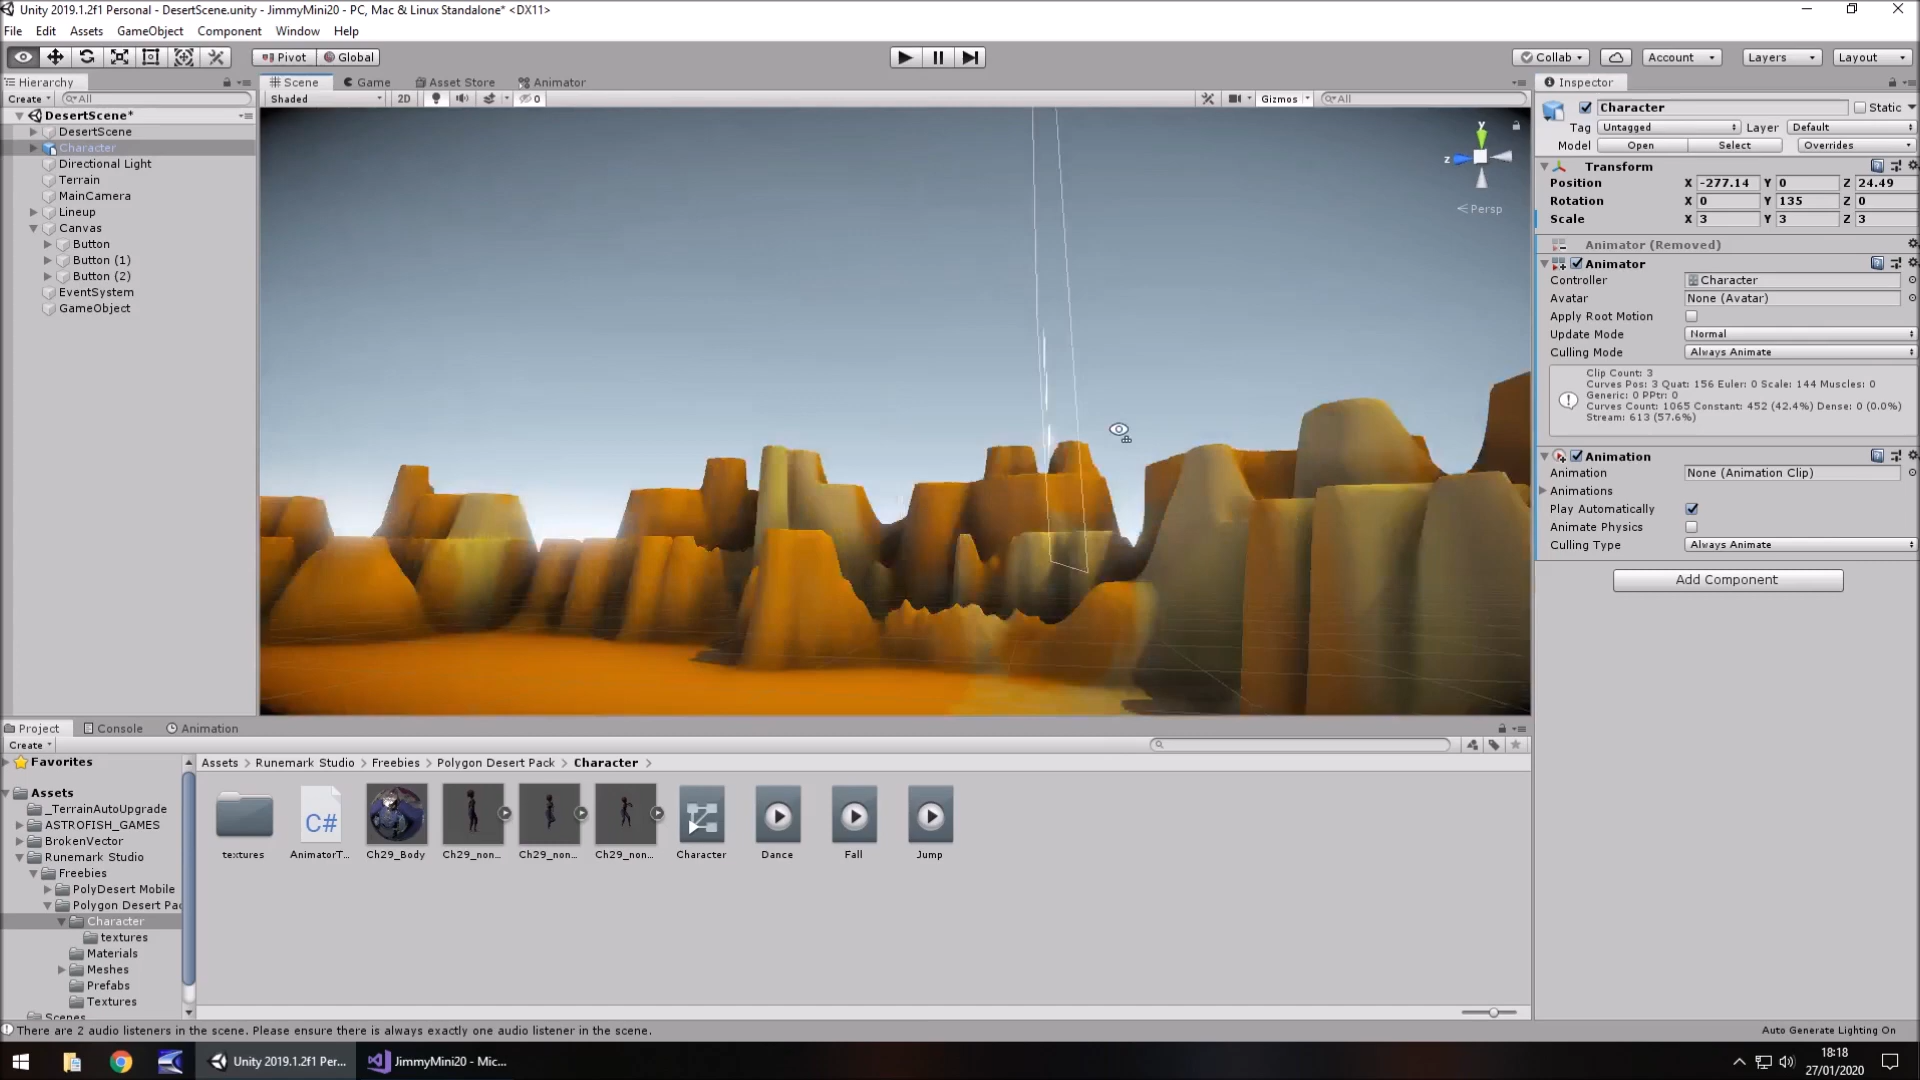 Unity 2019.1.2f1 Personal - DesertScene.unity - JimmyMini20 - PC, Mac & Linux Standalone* <DX11>
File Edit Assets GameObject Component Window Help
Pivot Global Collab Account Layers Layout
Hierarchy Scene Game Asset Store Animator Inspector
Create All Shaded 2D 0 Gizmos All
DesertScene*
DesertScene
Character
Directional Light
Terrain
MainCamera
Lineup
Canvas
Button
Button (1)
Button (2)
EventSystem
GameObject
y
z
Persp
Character Static
Tag Untagged Layer Default
Model Open Select Overrides
Transform
Position X -277.14 Y 0 Z 24.49
Rotation X 0 Y 135 Z 0
Scale X 3 Y 3 Z 3
Animator (Removed)
Animator
Controller Character
Avatar None (Avatar)
Apply Root Motion
Update Mode Normal
Culling Mode Always Animate
Clip Count: 3
Curves Pos: 3 Quat: 156 Euler: 0 Scale: 144 Muscles: 0
Generic: 0 PPtr: 0
Curves Count: 1065 Constant: 452 (42.4%) Dense: 0 (0.0%)
Stream: 613 (57.6%)
Animation
Animation None (Animation Clip)
Animations
Play Automatically
Animate Physics
Culling Type Always Animate
Add Component
Project Console Animation
Create
Favorites
Assets
_TerrainAutoUpgrade
ASTROFISH_GAMES
BrokenVector
Runemark Studio
Freebies
PolyDesert Mobile
Polygon Desert Pac
Character
textures
Materials
Meshes
Prefabs
Textures
Scenes
Assets > Runemark Studio > Freebies > Polygon Desert Pack > Character >
C#
textures AnimatorT... Ch29_Body Ch29_non... Ch29_non... Ch29_non... Character Dance Fall Jump
There are 2 audio listeners in the scene. Please ensure there is always exactly one audio listener in the scene.
Auto Generate Lighting On
Unity 2019.1.2f1 Per... JimmyMini20 - Mic...
18:18
27/01/2020